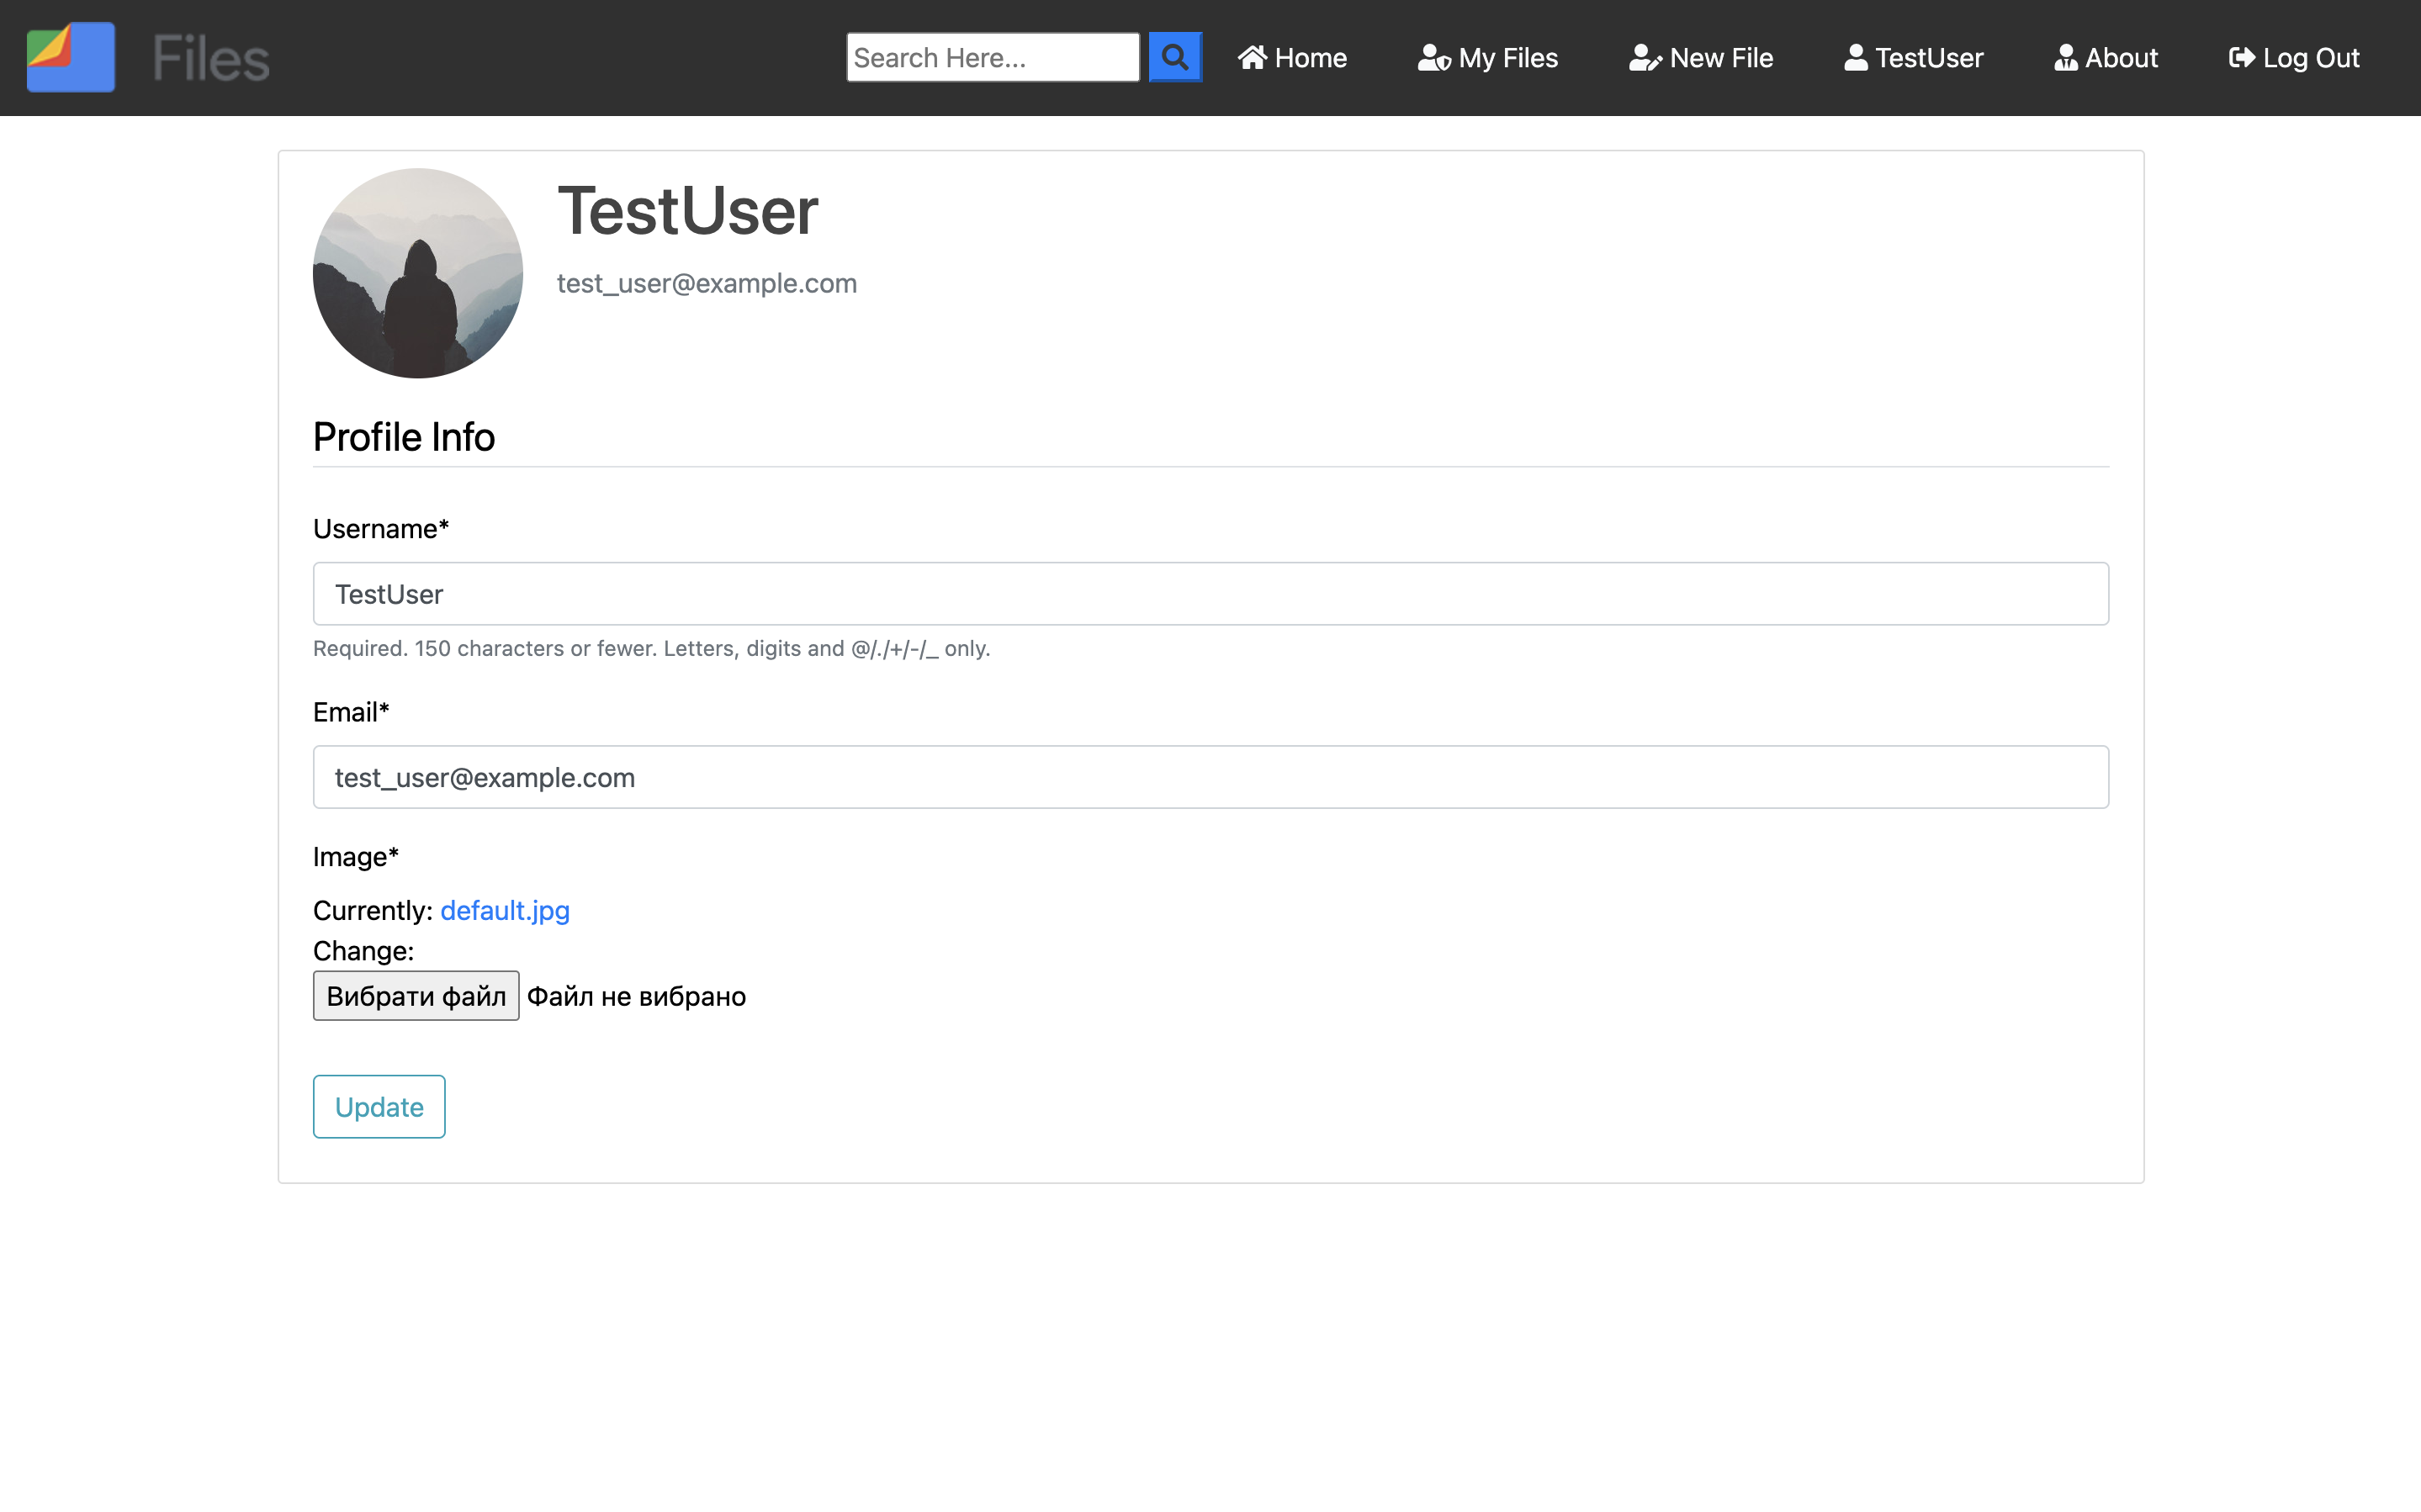 Files
Search Here...
Home
My Files
New File
TestUser
About
Log Out
TestUser
test_user@example.com
Profile Info
Username*
TestUser
Required. 150 characters or fewer. Letters, digits and @/./+/-/_ only.
Email*
test_user@example.com
Image*
Currently: default.jpg
Change:
Вибрати файл Файл не вибрано
Update